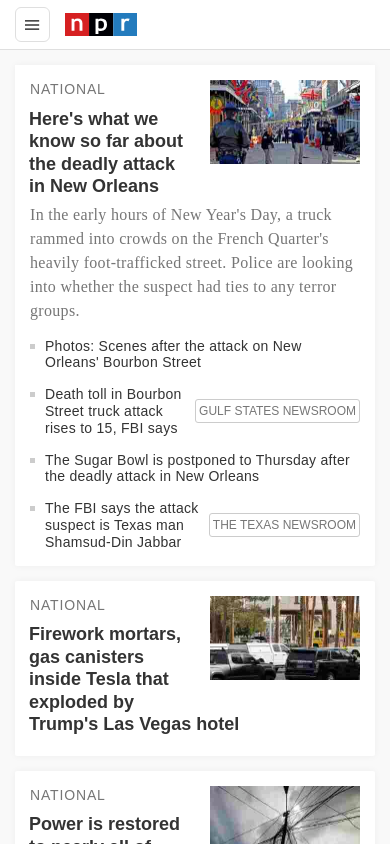 npr
NATIONAL
Here's what we
know so far about
the deadly attack
in New Orleans
In the early hours of New Year's Day, a truck
rammed into crowds on the French Quarter's
heavily foot-trafficked street. Police are looking
into whether the suspect had ties to any terror
groups.
Photos: Scenes after the attack on New
Orleans' Bourbon Street
Death toll in Bourbon
Street truck attack
rises to 15, FBI says
GULF STATES NEWSROOM
The Sugar Bowl is postponed to Thursday after
the deadly attack in New Orleans
The FBI says the attack
suspect is Texas man
Shamsud-Din Jabbar
THE TEXAS NEWSROOM
NATIONAL
Firework mortars,
gas canisters
inside Tesla that
exploded by
Trump's Las Vegas hotel
NATIONAL
Power is restored
to nearly all of